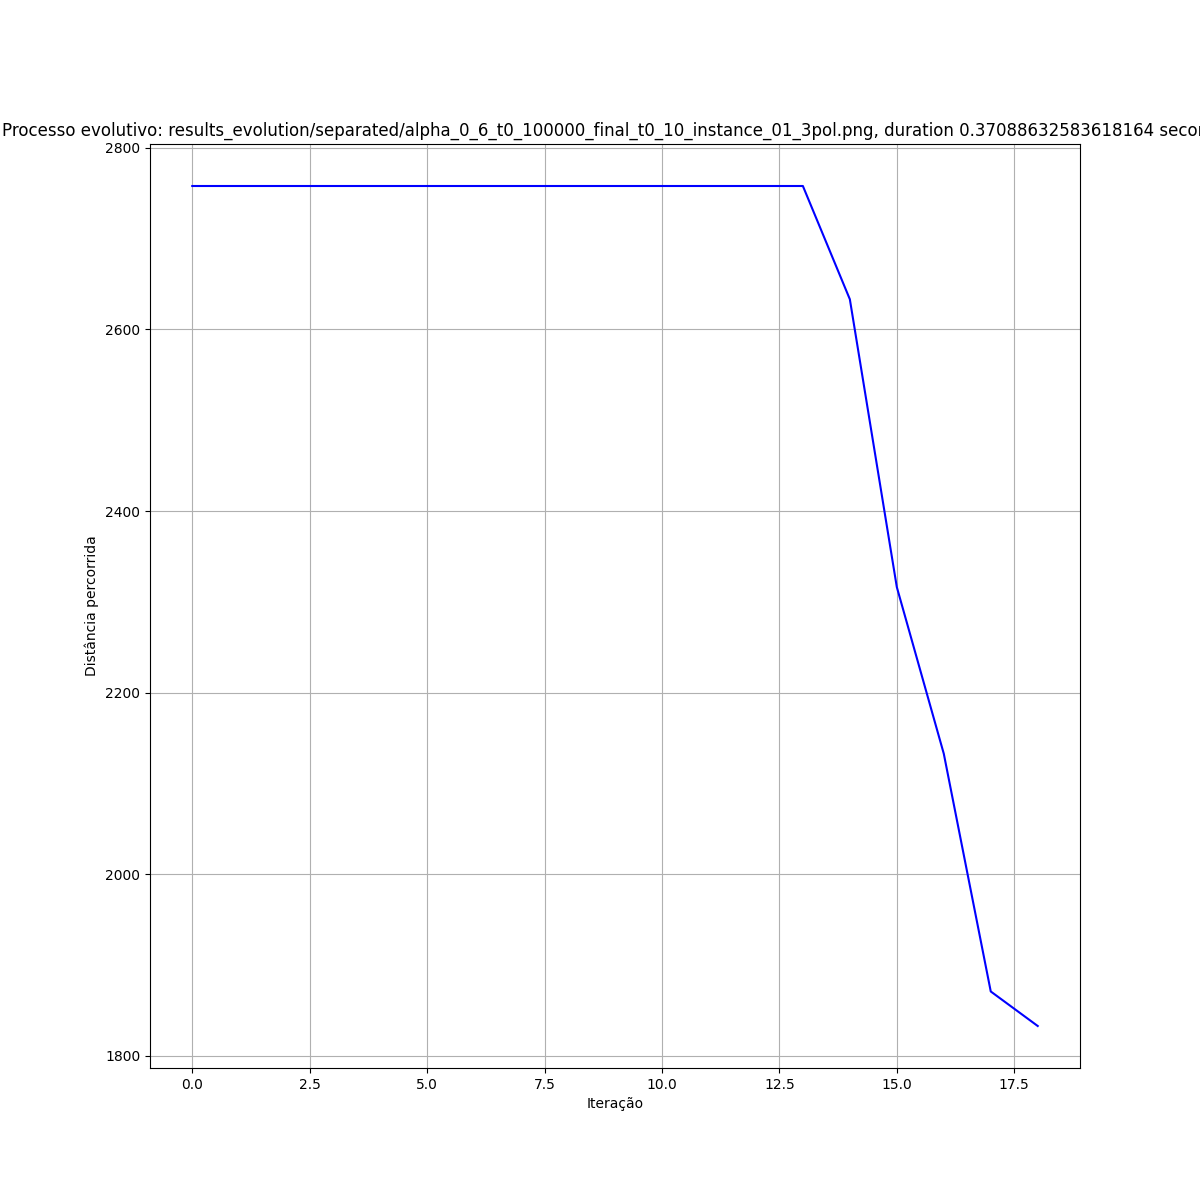 Processo evolutivo: results_evolution/separated/alpha_0_6_t0_100000_final_t0_10_instance_01_3pol.png, duration 0.37088632583618164 secon
2800
2600
2400
2200
2000
1800
Distância percorrida
0.0 2.5 5.0 7.5 10.0 12.5 15.0 17.5
Iteração